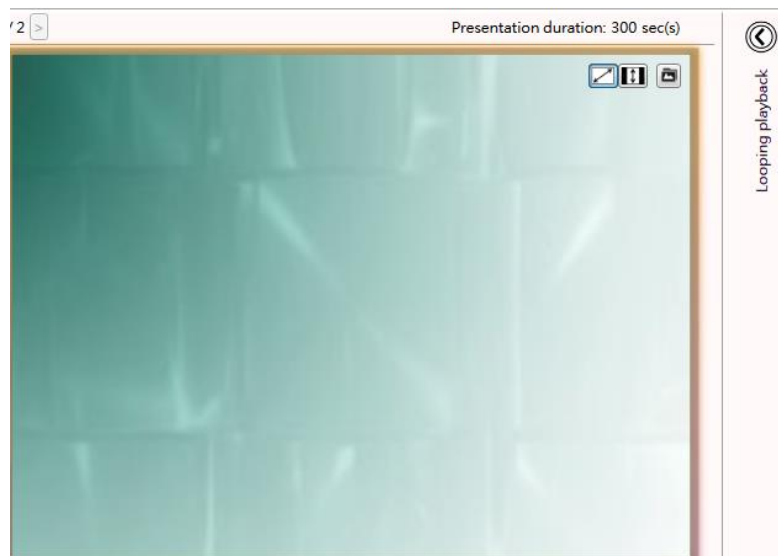 / 2 >
Presentation duration: 300 sec(s)
Looping playback